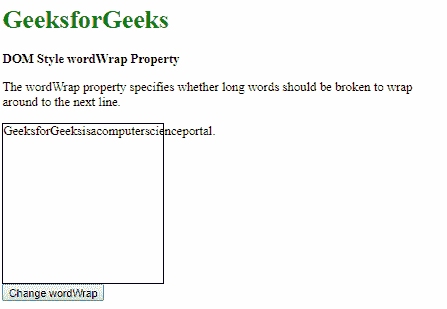 GeeksforGeeks
DOM Style wordWrap Property
The wordWrap property specifies whether long words should be broken to wrap
around to the next line.
GeeksforGeeksisacomputerscienceportal.
Change wordWrap